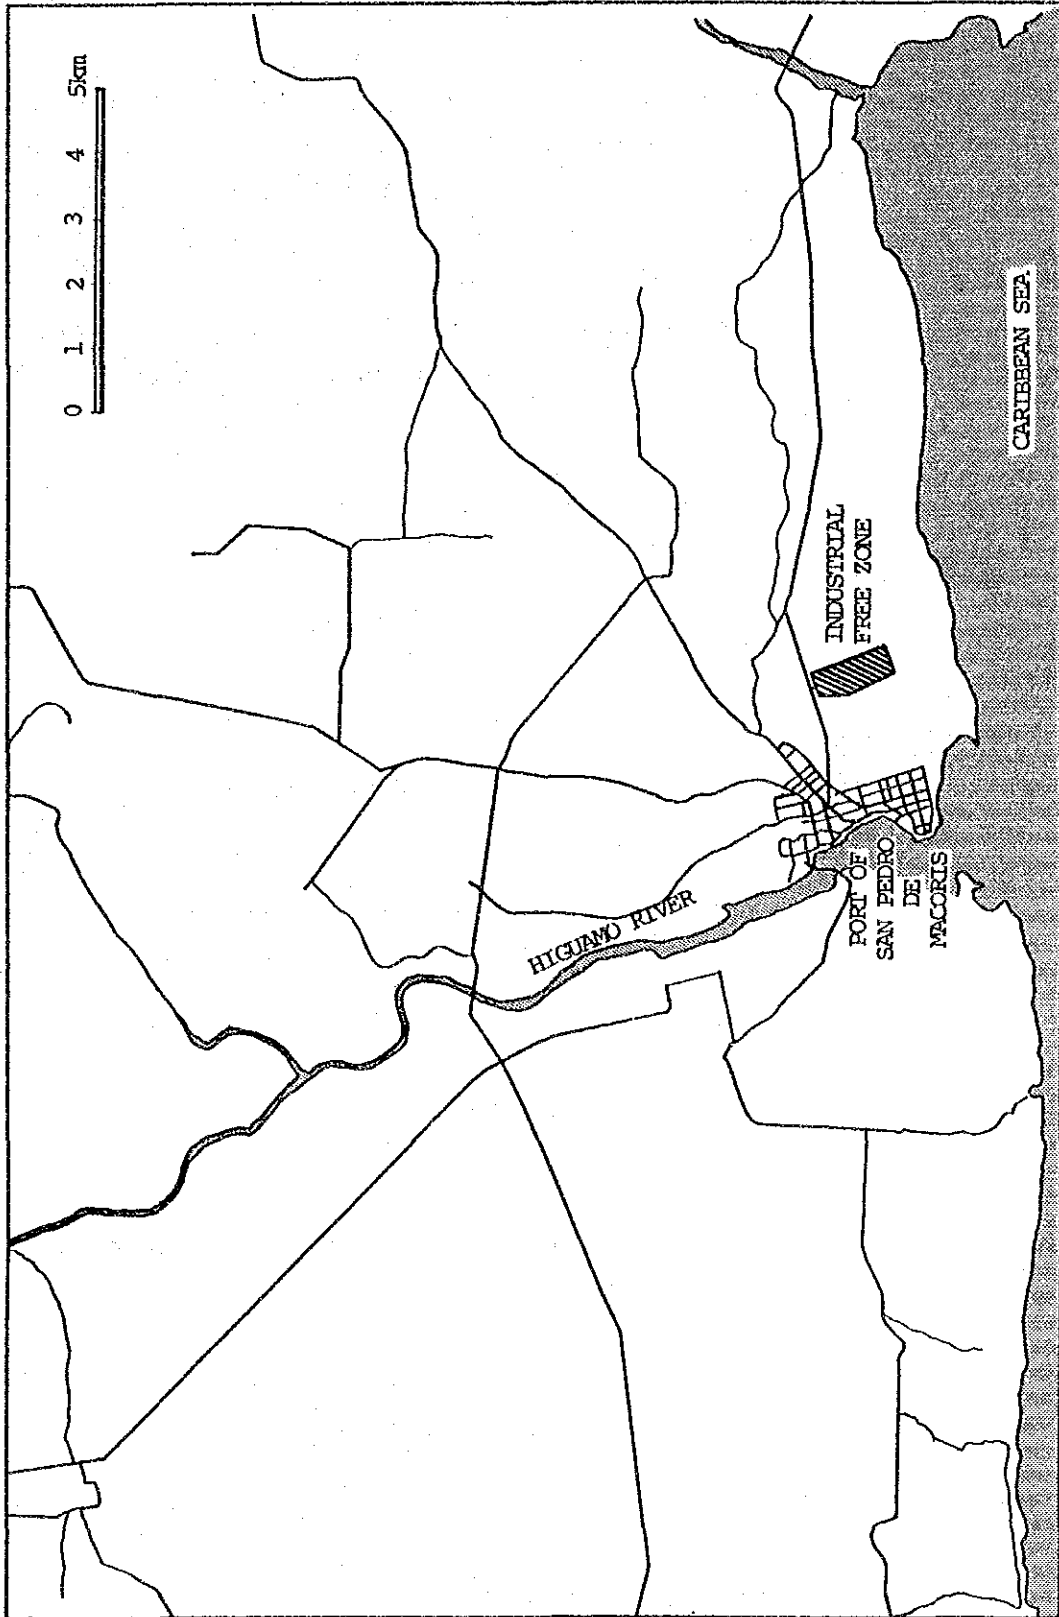 0 1 2 3 4 5km
HIGUAMO RIVER
INDUSTRIAL
FREE ZONE
PORT OF
SAN PEDRO
DE
MACORIS
CARIBBEAN SEA